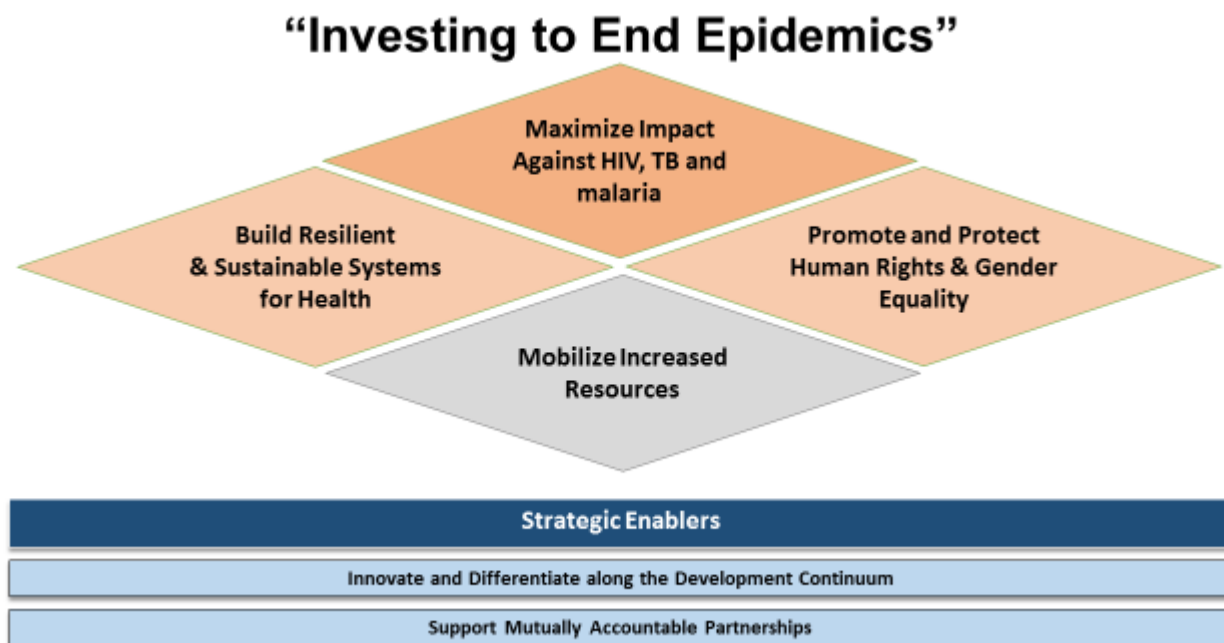 “Investing to End Epidemics”
Maximize Impact
Against HIV, TB and
malaria
Build Resilient
& Sustainable Systems
for Health
Promote and Protect
Human Rights & Gender
Equality
Mobilize Increased
Resources
Strategic Enablers
Innovate and Differentiate along the Development Continuum
Support Mutually Accountable Partnerships